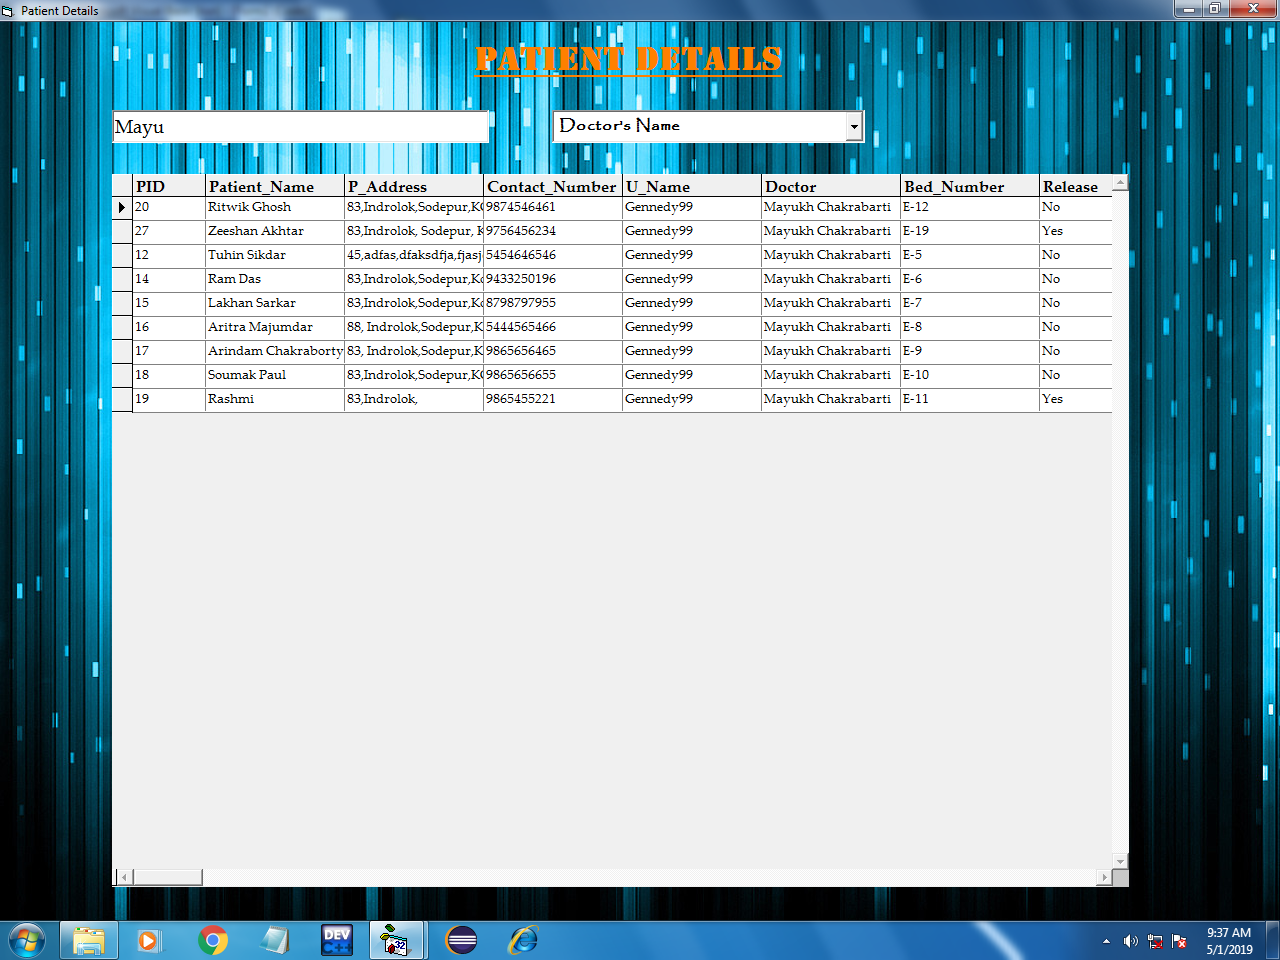 Patient Details
PATIENT DETAILS
Mayu
Doctor's Name
PID Patient_Name P_Address Contact_Number U_Name Doctor Bed_Number Release
20 Ritwik Ghosh 83,Indrolok,Sodepur,K 9874546461 Gennedy99 Mayukh Chakrabarti E-12 No
27 Zeeshan Akhtar 83,Indrolok, Sodepur, K 9756456234 Gennedy99 Mayukh Chakrabarti E-19 Yes
12 Tuhin Sikdar 45,adfas,dfaksdfja,fjasj 5454646546 Gennedy99 Mayukh Chakrabarti E-5 No
14 Ram Das 83,Indrolok,Sodepur,K 9433250196 Gennedy99 Mayukh Chakrabarti E-6 No
15 Lakhan Sarkar 83,Indrolok,Sodepur,K 8798797955 Gennedy99 Mayukh Chakrabarti E-7 No
16 Aritra Majumdar 88, Indrolok,Sodepur,K 5444565466 Gennedy99 Mayukh Chakrabarti E-8 No
17 Arindam Chakraborty 83, Indrolok,Sodepur,K 9865656465 Gennedy99 Mayukh Chakrabarti E-9 No
18 Soumak Paul 83,Indrolok,Sodepur,K 9865656655 Gennedy99 Mayukh Chakrabarti E-10 No
19 Rashmi 83,Indrolok, 9865455221 Gennedy99 Mayukh Chakrabarti E-11 Yes
DEV
C++
32
9:37 AM
5/1/2019